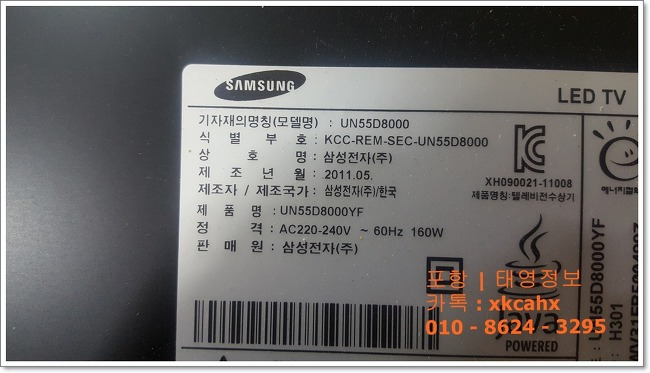 SAMSUNG
LED TV
기자재의명칭(모델명) : UN55D8000
식 별 부 호 : KCC-REM-SEC-UN55D8000
상 호 명 : 삼성전자(주)
제 조 년 월 : 2011.05.
제조자 / 제조국가 : 삼성전자(주)/한국
제 품 명 : UN55D8000YF
정 격 : AC220-240V ~ 60Hz 160W
판 매 원 : 삼성전자(주)
XH090021-11008
제품명칭:텔레비전수상기
포항 | 태영정보
카톡 : xkcahx
010 - 8624 - 3295
Java
POWERED
UN55D8000YF
H301